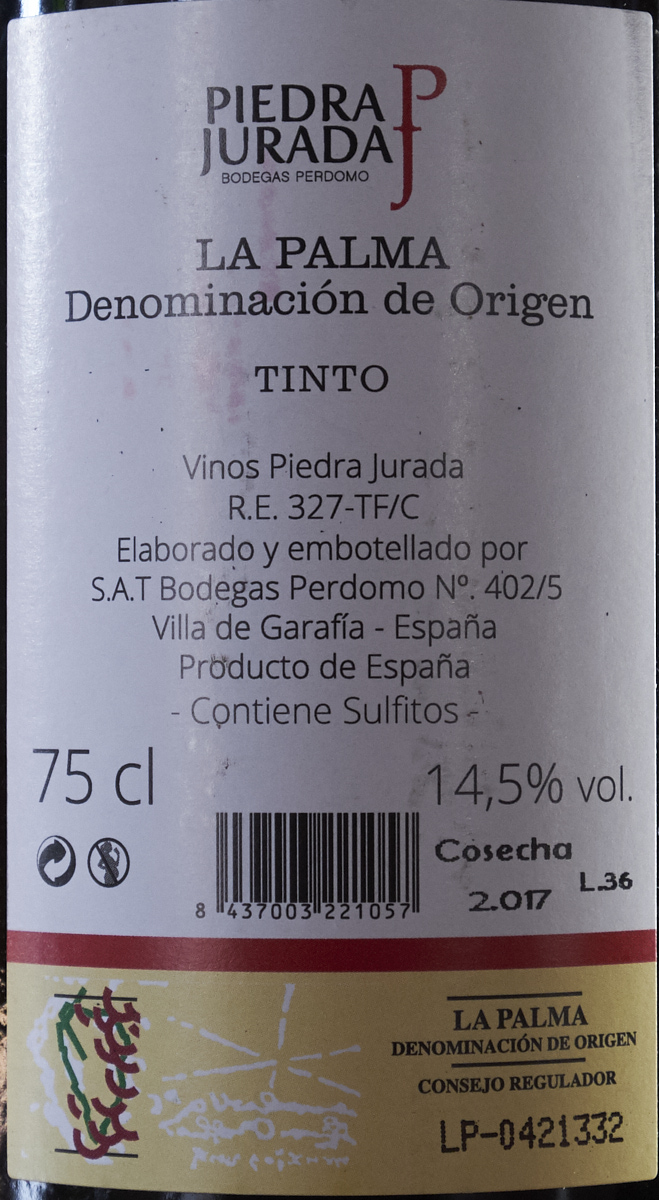 PIEDRA
JURADA
BODEGAS PERDOMO
PJ
LA PALMA
Denominación de Origen
TINTO
Vinos Piedra Jurada
R.E. 327-TF/C
Elaborado y embotellado por
S.A.T Bodegas Perdomo Nº. 402/5
Villa de Garafía - España
Producto de España
- Contiene Sulfitos -
75 cl
14,5% vol.
Cosecha
2.017
L.36
8 437003 221057
LA PALMA
DENOMINACIÓN DE ORIGEN
CONSEJO REGULADOR
LP-0421332